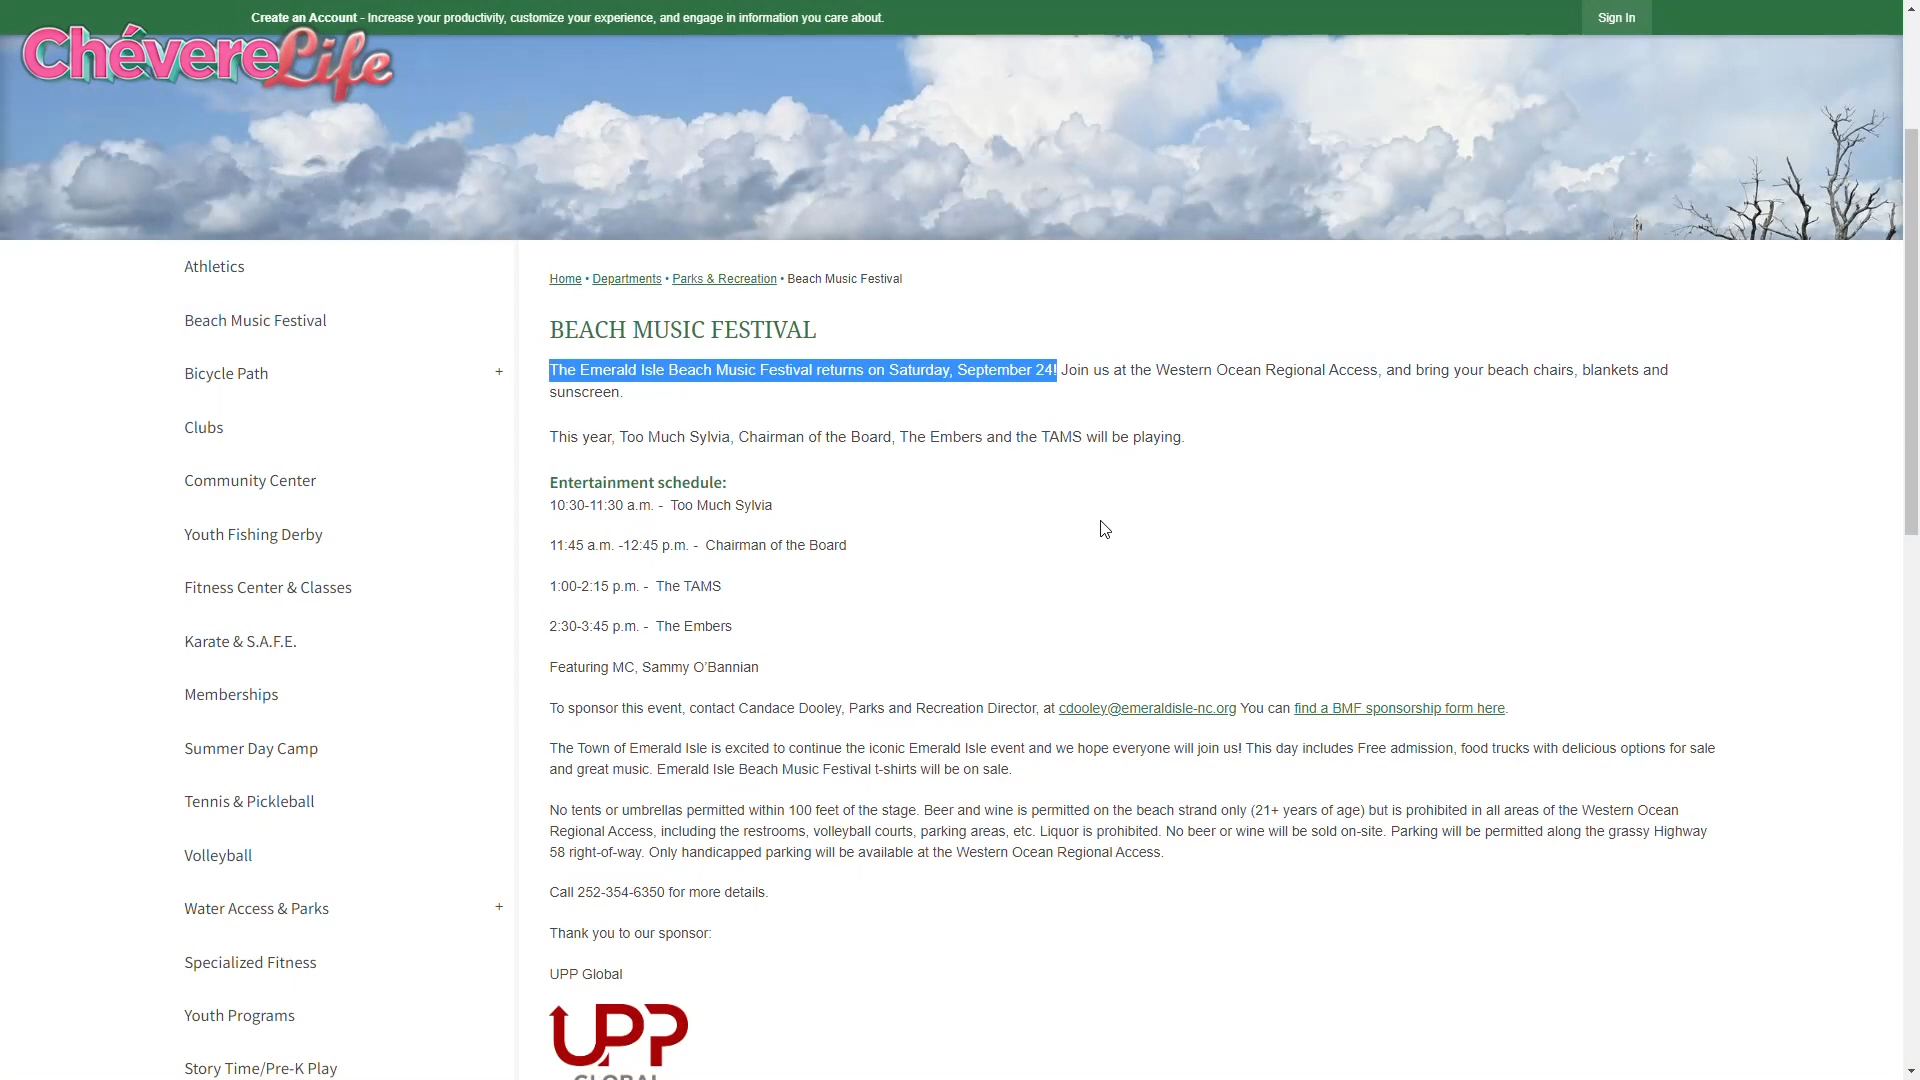 Create an Account - Increase your productivity, customize your experience, and engage in information you care about.
Sign In
ChévereLife
Athletics
Beach Music Festival
Bicycle Path +
Clubs
Community Center
Youth Fishing Derby
Fitness Center & Classes
Karate & S.A.F.E.
Memberships
Summer Day Camp
Tennis & Pickleball
Volleyball
Water Access & Parks +
Specialized Fitness
Youth Programs
Story Time/Pre-K Play
Home • Departments • Parks & Recreation • Beach Music Festival
BEACH MUSIC FESTIVAL
The Emerald Isle Beach Music Festival returns on Saturday, September 24! Join us at the Western Ocean Regional Access, and bring your beach chairs, blankets and
sunscreen.
This year, Too Much Sylvia, Chairman of the Board, The Embers and the TAMS will be playing.
Entertainment schedule:
10:30-11:30 a.m. - Too Much Sylvia
11:45 a.m. -12:45 p.m. - Chairman of the Board
1:00-2:15 p.m. - The TAMS
2:30-3:45 p.m. - The Embers
Featuring MC, Sammy O'Bannian
To sponsor this event, contact Candace Dooley, Parks and Recreation Director, at cdooley@emeraldisle-nc.org You can find a BMF sponsorship form here.
The Town of Emerald Isle is excited to continue the iconic Emerald Isle event and we hope everyone will join us! This day includes Free admission, food trucks with delicious options for sale
and great music. Emerald Isle Beach Music Festival t-shirts will be on sale.
No tents or umbrellas permitted within 100 feet of the stage. Beer and wine is permitted on the beach strand only (21+ years of age) but is prohibited in all areas of the Western Ocean
Regional Access, including the restrooms, volleyball courts, parking areas, etc. Liquor is prohibited. No beer or wine will be sold on-site. Parking will be permitted along the grassy Highway
58 right-of-way. Only handicapped parking will be available at the Western Ocean Regional Access.
Call 252-354-6350 for more details.
Thank you to our sponsor:
UPP Global
UPP
GLOBAL